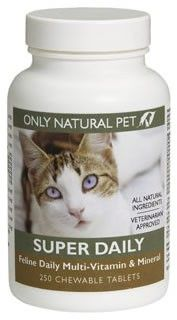 ONLY NATURAL PET
ALL NATURAL
INGREDIENTS
VETERINARIAN
APPROVED
SUPER DAILY
Feline Daily Multi-Vitamin & Mineral
250 CHEWABLE TABLETS